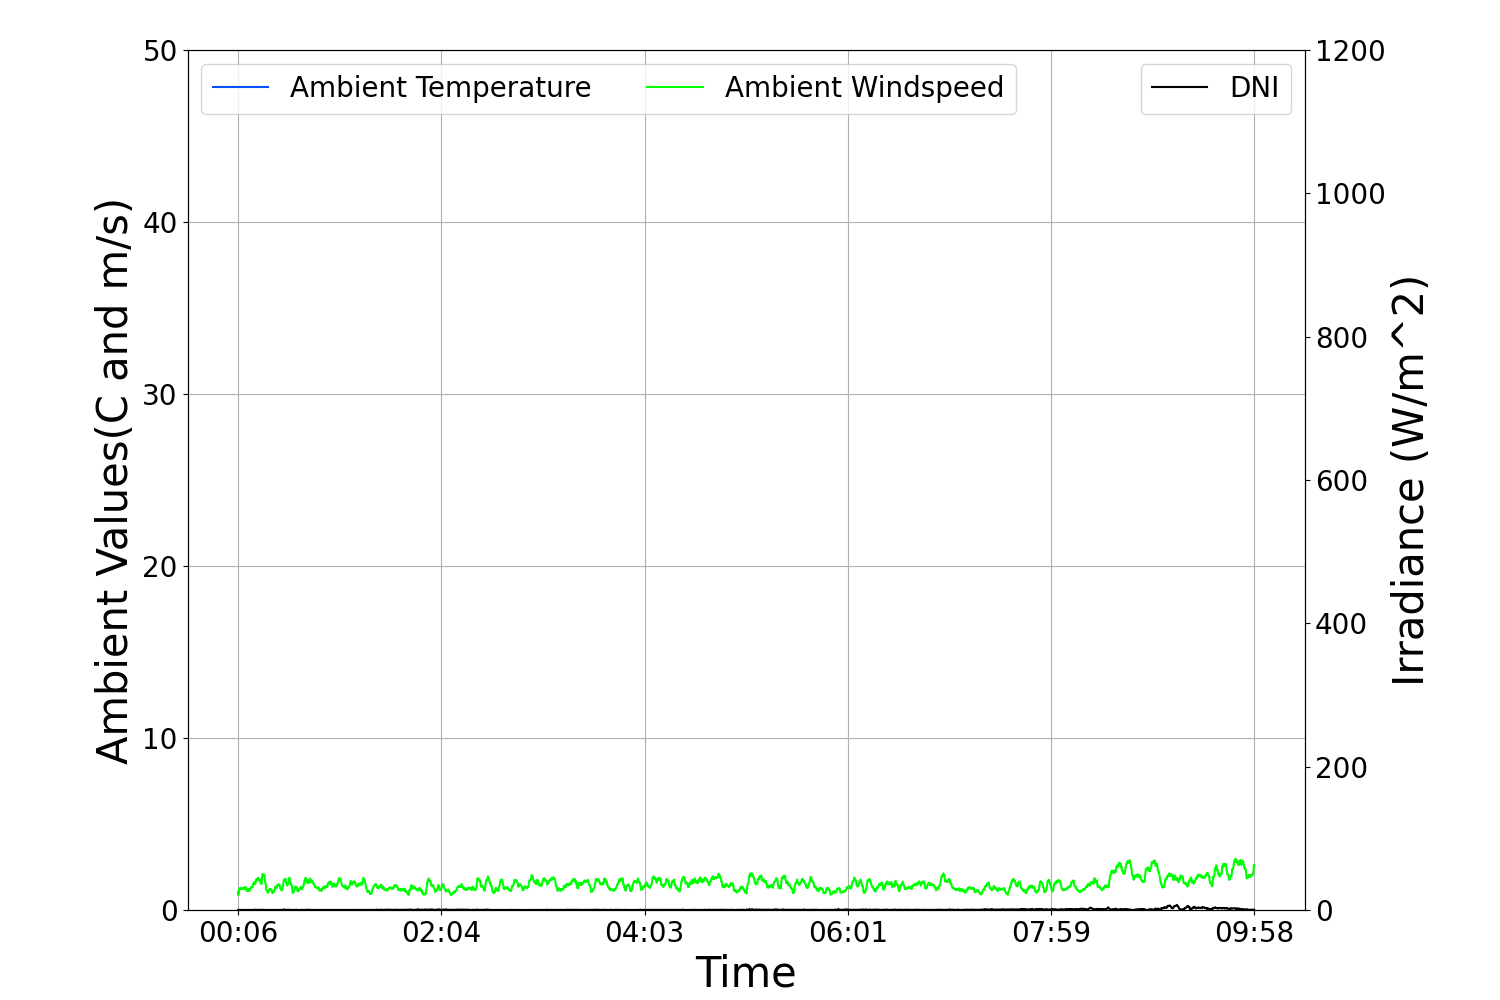 Ambient Temperature Ambient Windspeed DNI
Ambient Values(C and m/s)
50
40
30
20
10
0
1200
1000
800
600
400
200
0
Irradiance (W/m^2)
00:06 02:04 04:03 06:01 07:59 09:58
Time